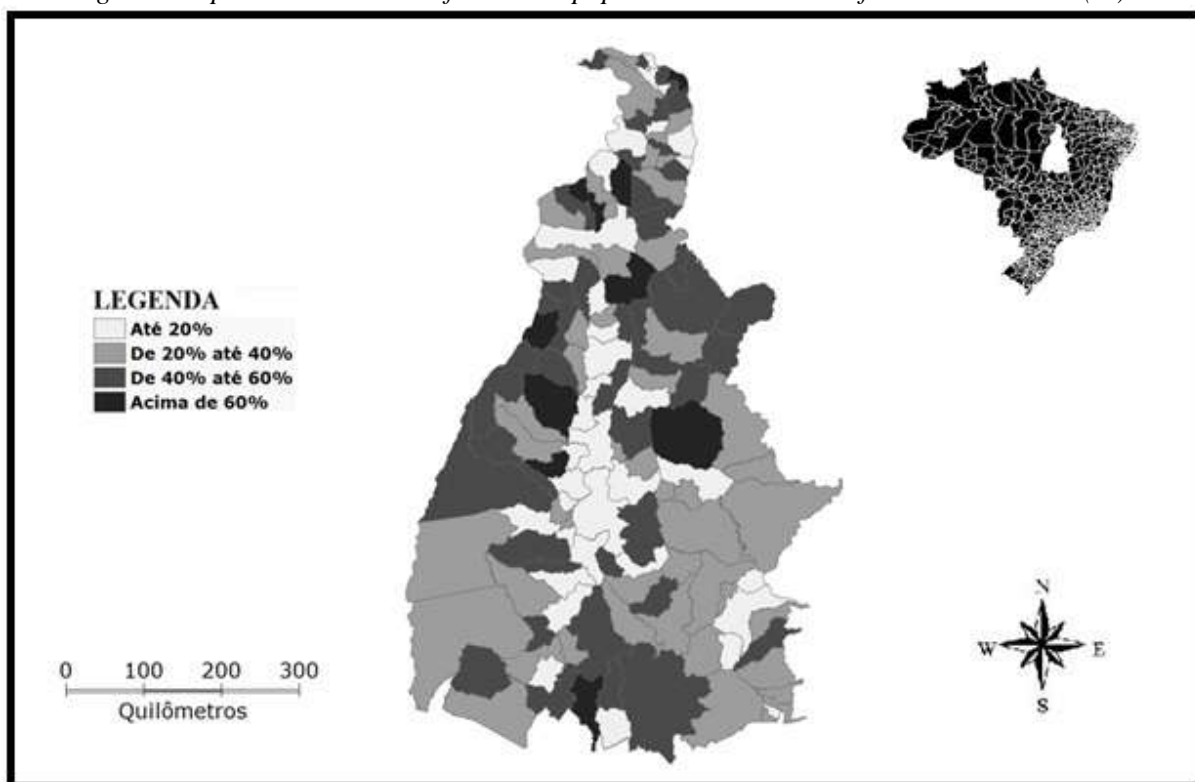 LEGENDA
Até 20%
De 20% até 40%
De 40% até 60%
Acima de 60%
0 100 200 300
Quilômetros
N
W E
S